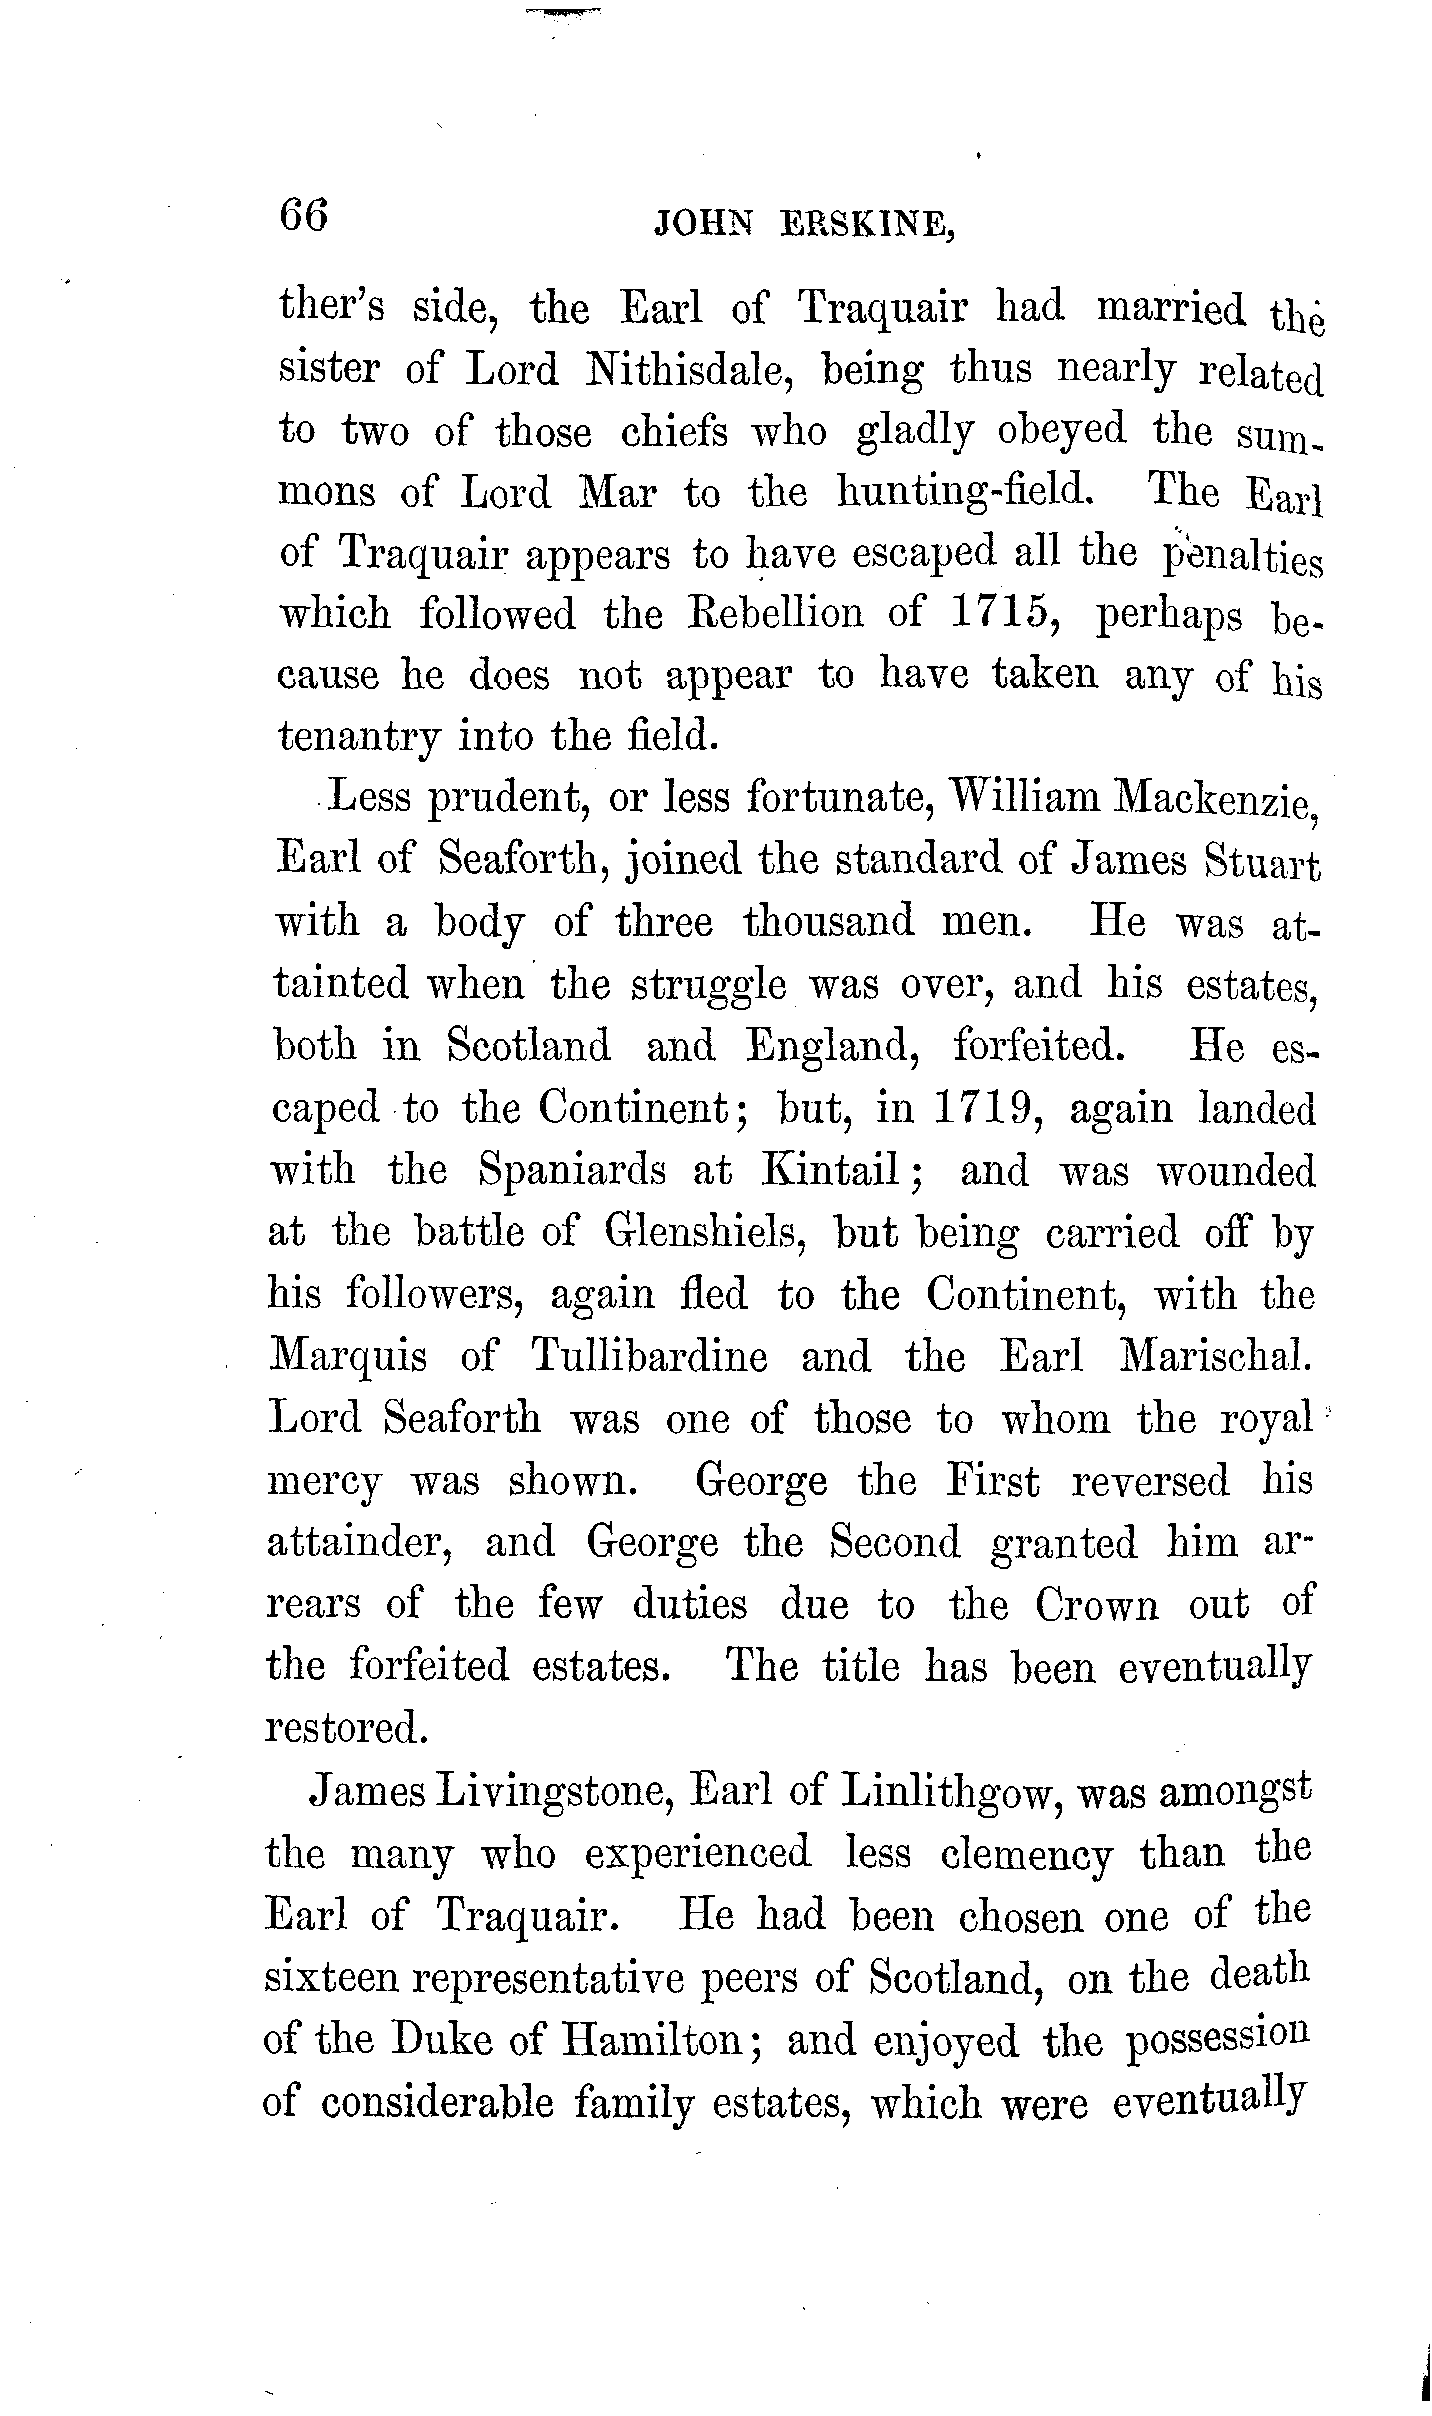 66 JOHN ERSKINE,
ther's side, the Earl of Traquair had married the
sister of Lord Nithisdale, being thus nearly related
to two of those chiefs who gladly obeyed the sum-
mons of Lord Mar to the hunting-field. The Earl
of Traquair appears to have escaped all the penalties
which followed the Rebellion of 1715, perhaps be-
cause he does not appear to have taken any of his
tenantry into the field.
Less prudent, or less fortunate, William Mackenzie,
Earl of Seaforth, joined the standard of James Stuart
with a body of three thousand men. He was at-
tainted when the struggle was over, and his estates,
both in Scotland and England, forfeited. He es-
caped to the Continent; but, in 1719, again landed
with the Spaniards at Kintail; and was wounded
at the battle of Glenshiels, but being carried off by
his followers, again fled to the Continent, with the
Marquis of Tullibardine and the Earl Marischal.
Lord Seaforth was one of those to whom the royal
mercy was shown. George the First reversed his
attainder, and George the Second granted him ar-
rears of the few duties due to the Crown out of
the forfeited estates. The title has been eventually
restored.
James Livingstone, Earl of Linlithgow, was amongst
the many who experienced less clemency than the
Earl of Traquair. He had been chosen one of the
sixteen representative peers of Scotland, on the death
of the Duke of Hamilton; and enjoyed the possession
of considerable family estates, which were eventually